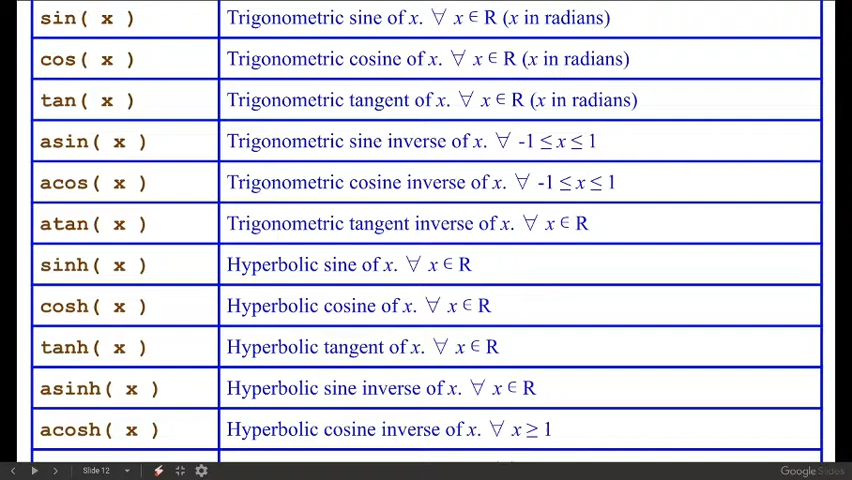 sin( x ) Trigonometric sine of x. ∀ x ∈ R (x in radians)
cos( x ) Trigonometric cosine of x. ∀ x ∈ R (x in radians)
tan( x ) Trigonometric tangent of x. ∀ x ∈ R (x in radians)
asin( x ) Trigonometric sine inverse of x. ∀ -1 ≤ x ≤ 1
acos( x ) Trigonometric cosine inverse of x. ∀ -1 ≤ x ≤ 1
atan( x ) Trigonometric tangent inverse of x. ∀ x ∈ R
sinh( x ) Hyperbolic sine of x. ∀ x ∈ R
cosh( x ) Hyperbolic cosine of x. ∀ x ∈ R
tanh( x ) Hyperbolic tangent of x. ∀ x ∈ R
asinh( x ) Hyperbolic sine inverse of x. ∀ x ∈ R
acosh( x ) Hyperbolic cosine inverse of x. ∀ x ≥ 1
Slide 12 Google Slides